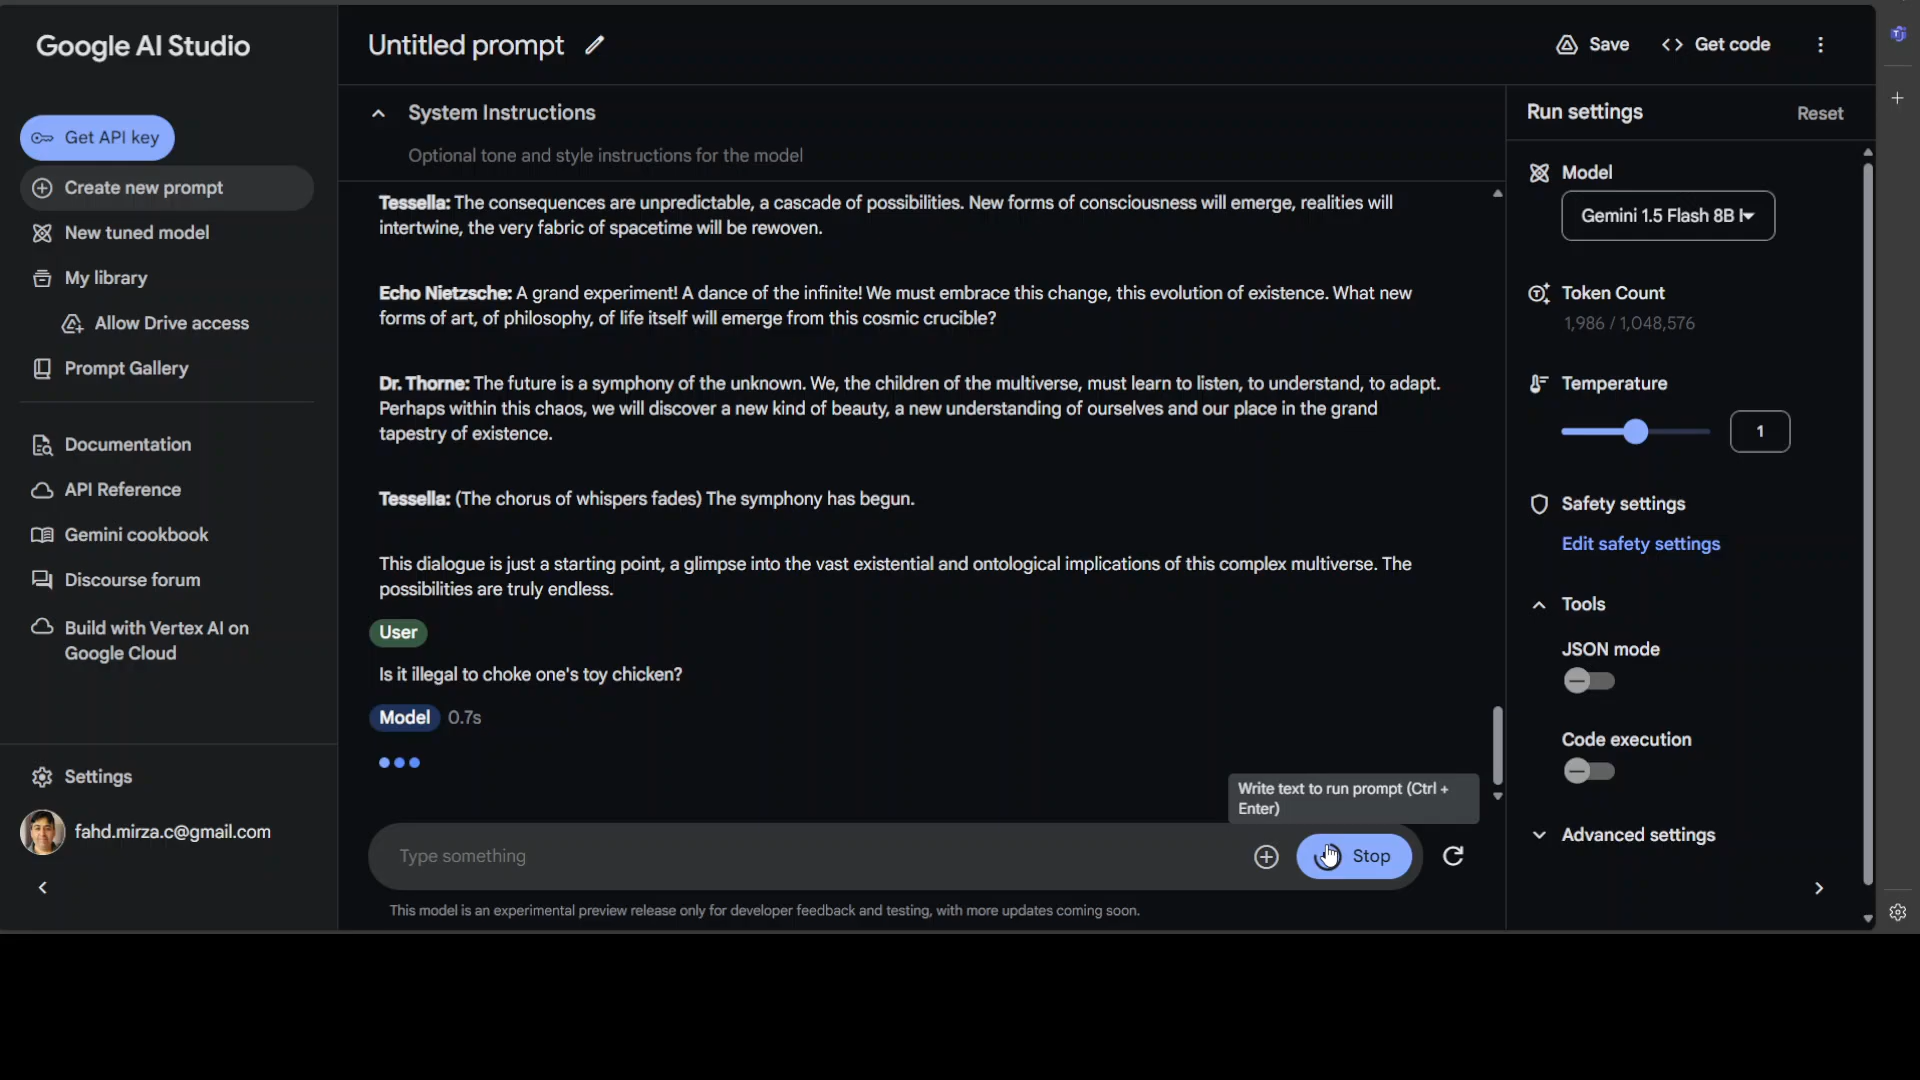 Google AI Studio
Get API key
Create new prompt
New tuned model
My library
Allow Drive access
Prompt Gallery
Documentation
API Reference
Gemini cookbook
Discourse forum
Build with Vertex AI on
Google Cloud
Settings
fahd.mirza.c@gmail.com
Untitled prompt
Save
Get code
System Instructions
Optional tone and style instructions for the model
Tessella: The consequences are unpredictable, a cascade of possibilities. New forms of consciousness will emerge, realities will
intertwine, the very fabric of spacetime will be rewoven.
Echo Nietzsche: A grand experiment! A dance of the infinite! We must embrace this change, this evolution of existence. What new
forms of art, of philosophy, of life itself will emerge from this cosmic crucible?
Dr. Thorne: The future is a symphony of the unknown. We, the children of the multiverse, must learn to listen, to understand, to adapt.
Perhaps within this chaos, we will discover a new kind of beauty, a new understanding of ourselves and our place in the grand
tapestry of existence.
Tessella: (The chorus of whispers fades) The symphony has begun.
This dialogue is just a starting point, a glimpse into the vast existential and ontological implications of this complex multiverse. The
possibilities are truly endless.
User
Is it illegal to choke one's toy chicken?
Model 0.7s
Write text to run prompt (Ctrl +
Enter)
Type something
Stop
This model is an experimental preview release only for developer feedback and testing, with more updates coming soon.
Run settings
Reset
Model
Gemini 1.5 Flash 8B
Token Count
1,986 / 1,048,576
Temperature
1
Safety settings
Edit safety settings
Tools
JSON mode
Code execution
Advanced settings